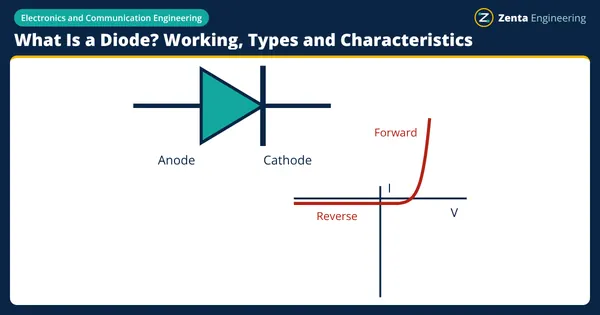 Electronics and Communication Engineering
Zenta Engineering
What Is a Diode? Working, Types and Characteristics
Anode
Cathode
Forward
I
Reverse
V